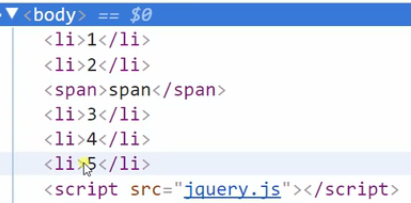 ▼<body> == $0
<li>1</li>
<li>2</li>
<span>span</span>
<li>3</li>
<li>4</li>
<li>5</li>
<script src="jquery.js"></script>